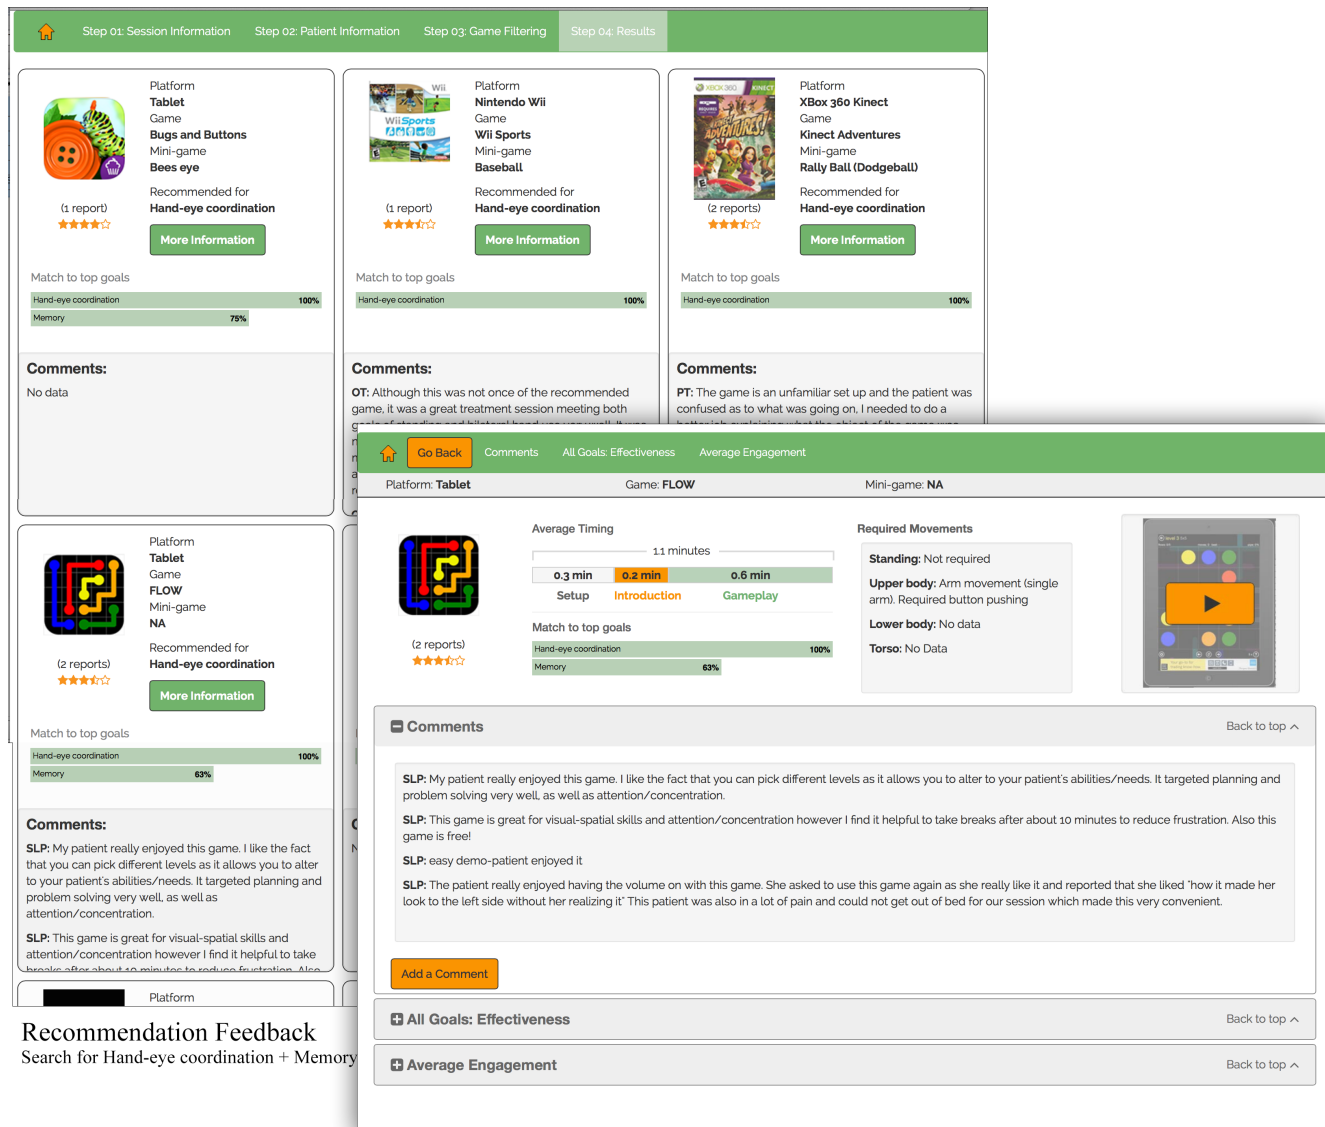 Step 01: Session Information
Step 02: Patient Information
Step 03: Game Filtering
Step 04: Results
Platform
Tablet
Game
Bugs and Buttons
Mini-game
Bees eye
Recommended for
Hand-eye coordination
(1 report)
More Information
Match to top goals
Hand-eye coordination 100%
Memory 75%
Comments:
No data
Wii
Wii Sports
Platform
Nintendo Wii
Game
Wii Sports
Mini-game
Baseball
Recommended for
Hand-eye coordination
(1 report)
More Information
Match to top goals
Hand-eye coordination 100%
Comments:
OT: Although this was not once of the recommended
game, it was a great treatment session meeting both
XBOX 360 KINECT
KINECT
ADVENTURES!
Platform
XBox 360 Kinect
Game
Kinect Adventures
Mini-game
Rally Ball (Dodgeball)
Recommended for
Hand-eye coordination
(2 reports)
More Information
Match to top goals
Hand-eye coordination 100%
Comments:
PT: The game is an unfamiliar set up and the patient was
confused as to what was going on, I needed to do a
Platform
Tablet
Game
FLOW
Mini-game
NA
Recommended for
Hand-eye coordination
(2 reports)
More Information
Match to top goals
Hand-eye coordination 100%
Memory 63%
Comments:
SLP: My patient really enjoyed this game. I like the fact
that you can pick different levels as it allows you to alter
to your patient's abilities/needs. It targeted planning and
problem solving very well, as well as
attention/concentration.
SLP: This game is great for visual-spatial skills and
attention/concentration however I find it helpful to take
breaks after about 10 minutes to reduce frustration. Also
Platform
Recommendation Feedback
Search for Hand-eye coordination + Memory
Go Back
Comments
All Goals: Effectiveness
Average Engagement
Platform: Tablet
Game: FLOW
Mini-game: NA
(2 reports)
Average Timing
1.1 minutes
0.3 min 0.2 min 0.6 min
Setup Introduction Gameplay
Match to top goals
Hand-eye coordination 100%
Memory 63%
Required Movements
Standing: Not required
Upper body: Arm movement (single
arm). Required button pushing
Lower body: No data
Torso: No Data
Comments
Back to top
SLP: My patient really enjoyed this game. I like the fact that you can pick different levels as it allows you to alter to your patient's abilities/needs. It targeted planning and
problem solving very well, as well as attention/concentration.
SLP: This game is great for visual-spatial skills and attention/concentration however I find it helpful to take breaks after about 10 minutes to reduce frustration. Also this
game is free!
SLP: easy demo-patient enjoyed it
SLP: The patient really enjoyed having the volume on with this game. She asked to use this game again as she really like it and reported that she liked "how it made her
look to the left side without her realizing it" This patient was also in a lot of pain and could not get out of bed for our session which made this very convenient.
Add a Comment
All Goals: Effectiveness
Back to top
Average Engagement
Back to top